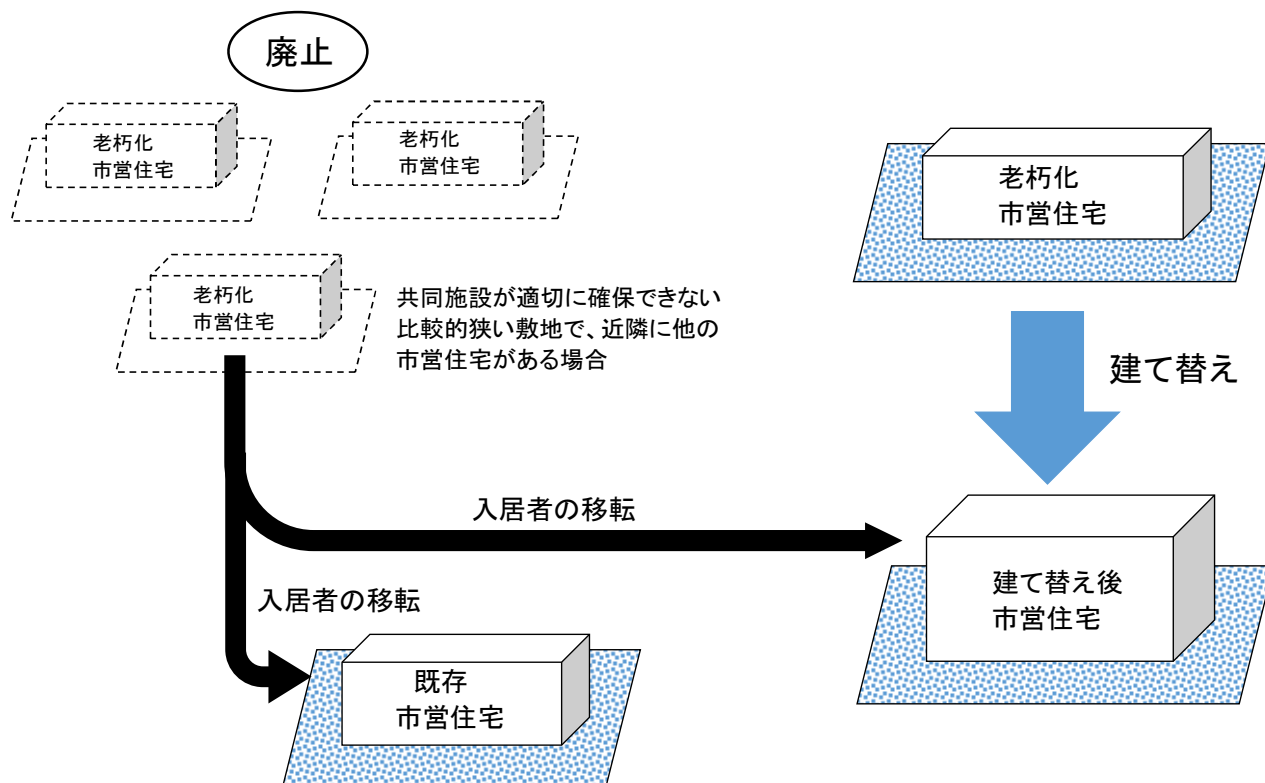 廃止
老朽化
市営住宅
老朽化
市営住宅
老朽化
市営住宅
共同施設が適切に確保できない
比較的狭い敷地で、近隣に他の
市営住宅がある場合
老朽化
市営住宅
建て替え
入居者の移転
入居者の移転
建て替え後
市営住宅
既存
市営住宅